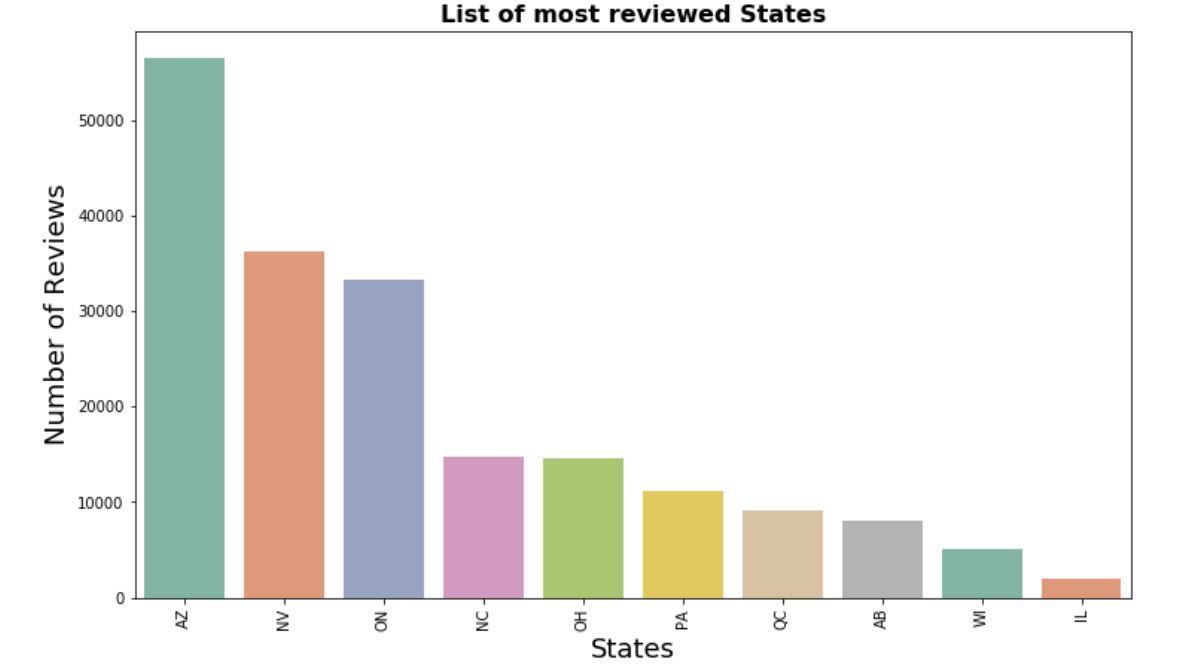 List of most reviewed States
Number of Reviews
50000
40000
30000
20000
10000
0
AZ
NV
ON
NC
OH
PA
QC
AB
WI
IL
States